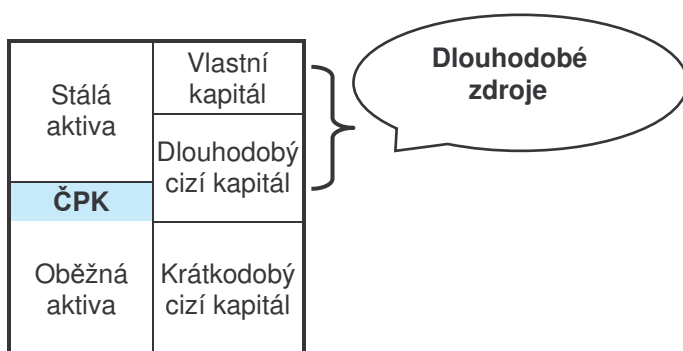 Stálá
aktiva
ČPK
Oběžná
aktiva
Vlastní
kapitál
Dlouhodobý
cizí kapitál
Krátkodobý
cizí kapitál
Dlouhodobé
zdroje